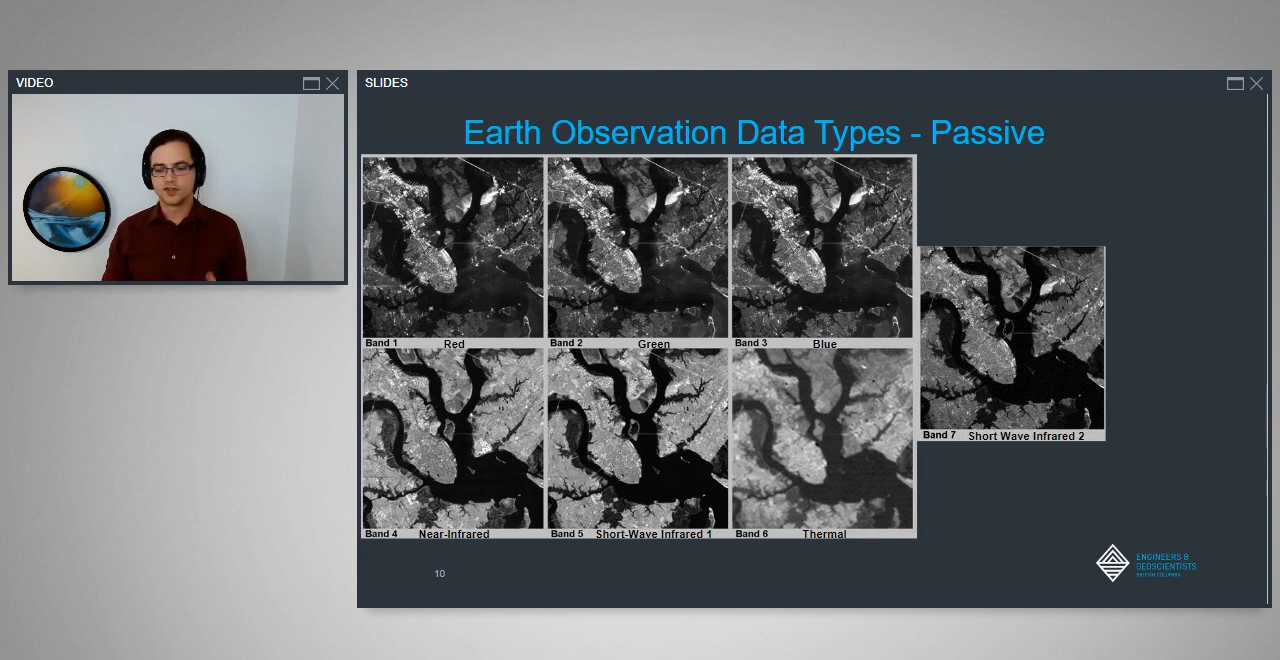 VIDEO
SLIDES
Earth Observation Data Types - Passive
Band 1 Red
Band 2 Green
Band 3 Blue
Band 7 Short Wave Infrared 2
Band 4 Near-Infrared
Band 5 Short-Wave Infrared 1
Band 6 Thermal
10
ENGINEERS &
GEOSCIENTISTS
BRITISH COLUMBIA